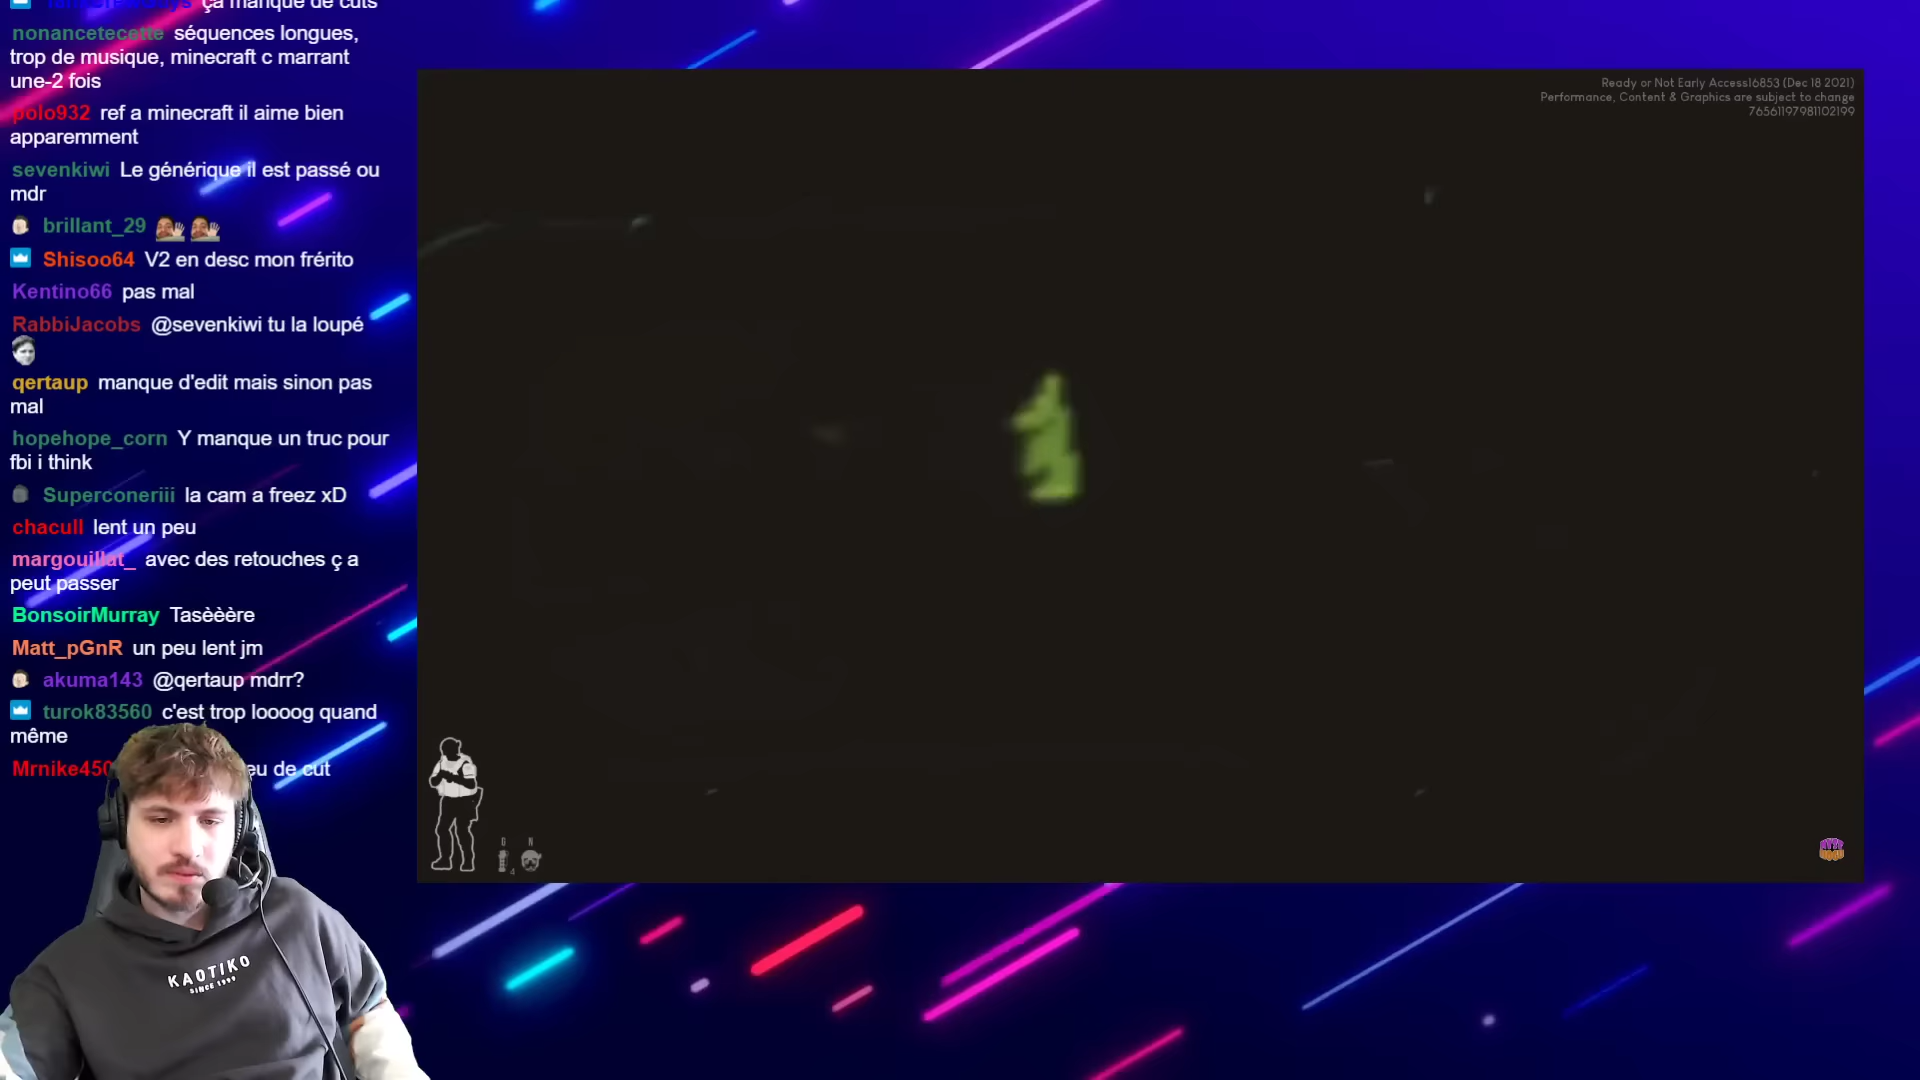 ça manque de cuts
nonancetecette séquences longues,
trop de musique, minecraft c marrant
une-2 fois
polo932 ref a minecraft il aime bien
apparemment
sevenkiwi Le générique il est passé ou
mdr
brillant_29
Shisoo64 V2 en desc mon frérito
Kentino66 pas mal
RabbiJacobs @sevenkiwi tu la loupé
qertaup manque d'edit mais sinon pas
mal
hopehope_corn Y manque un truc pour
fbi i think
Superconeriii la cam a freez xD
chacull lent un peu
margouillat_ avec des retouches ç a
peut passer
BonsoirMurray Tasèèère
Matt_pGnR un peu lent jm
akuma143 @qertaup mdrr?
turok83560 c'est trop loooog quand
même
Mrnike450 eu de cut
Ready or Not Early Access16853 (Dec 18 2021)
Performance, Content & Graphics are subject to change
76561197981102199
G N
4
KAOTIKO
SINCE 1999